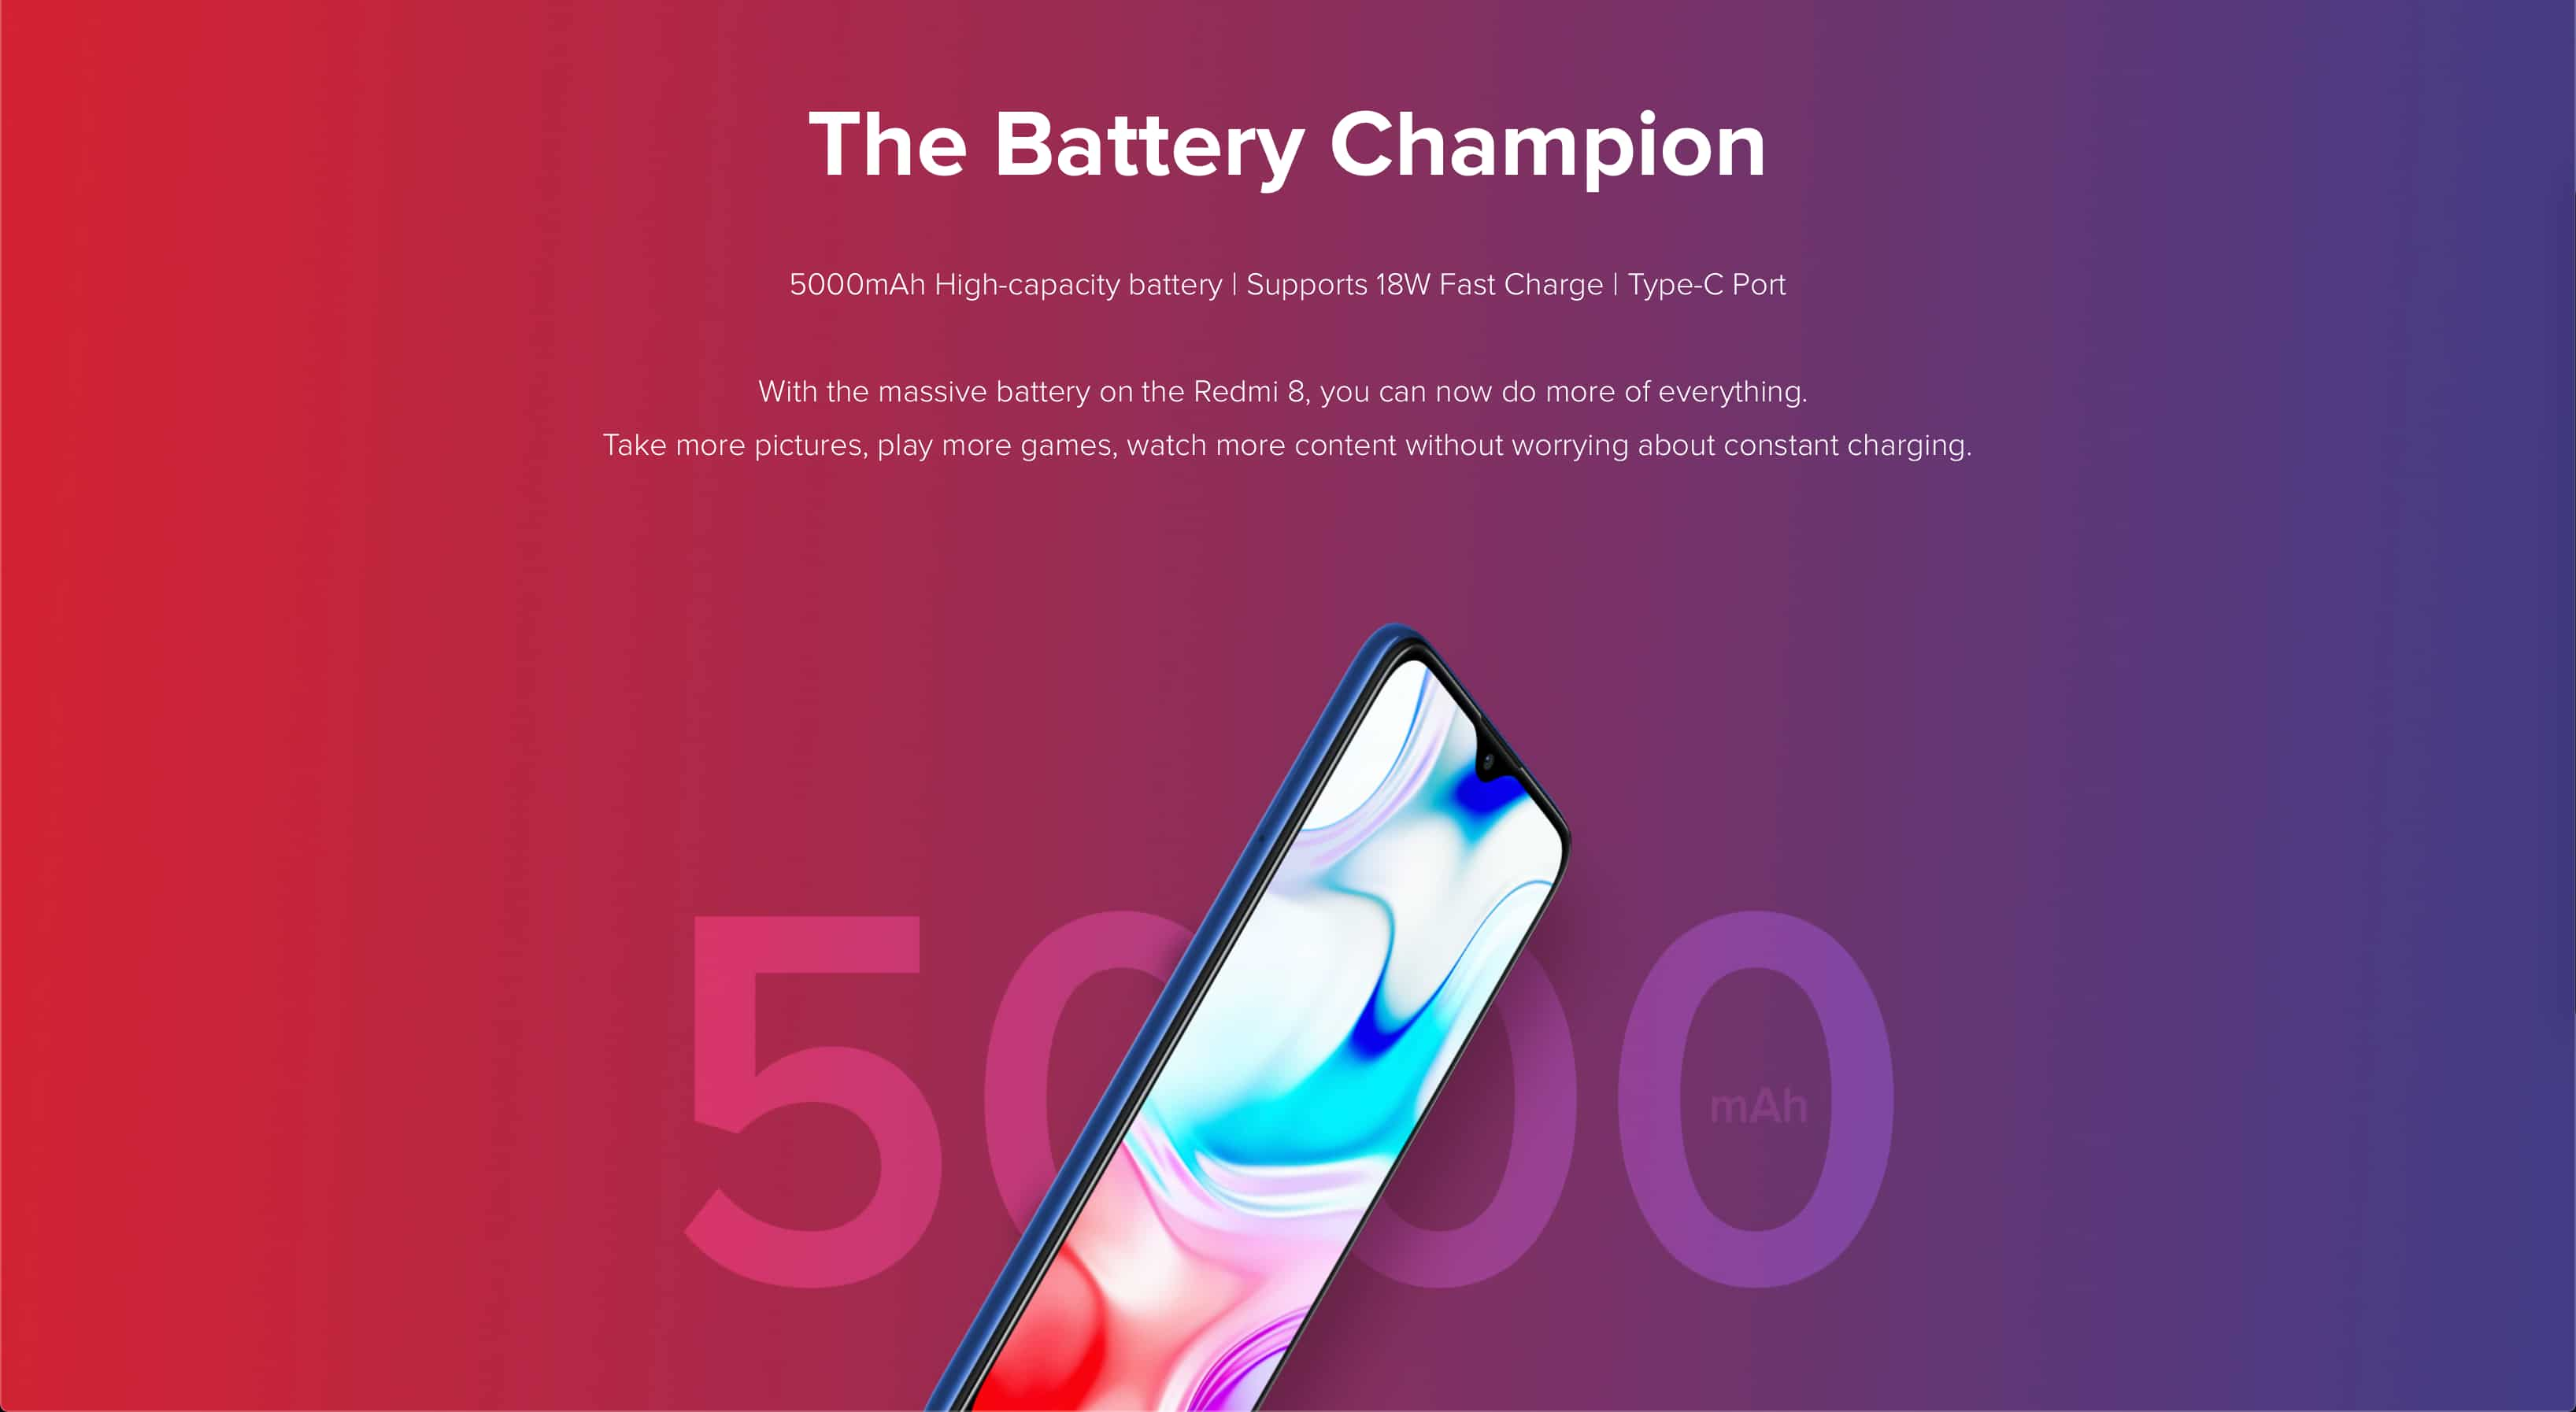 The Battery Champion
5000mAh High-capacity battery | Supports 18W Fast Charge | Type-C Port
With the massive battery on the Redmi 8, you can now do more of everything.
Take more pictures, play more games, watch more content without worrying about constant charging.
5000
mAh